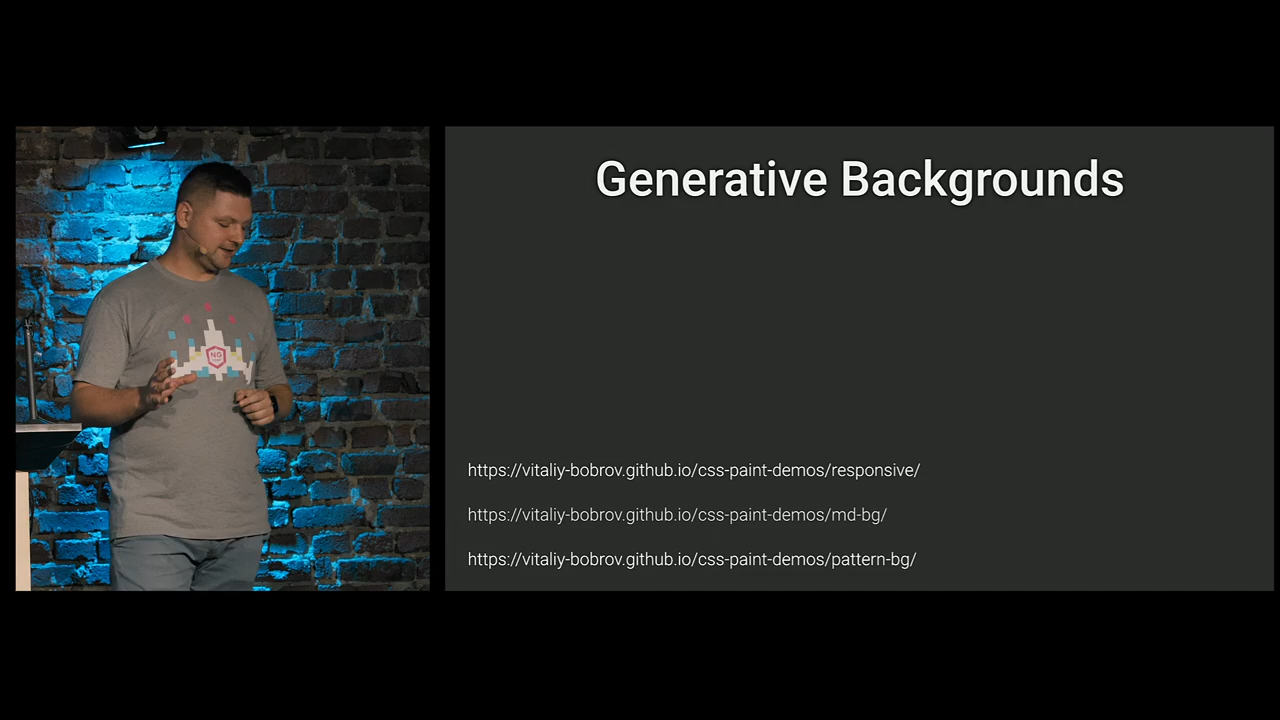 NG
Generative Backgrounds
https://vitaliy-bobrov.github.io/css-paint-demos/responsive/
https://vitaliy-bobrov.github.io/css-paint-demos/md-bg/
https://vitaliy-bobrov.github.io/css-paint-demos/pattern-bg/